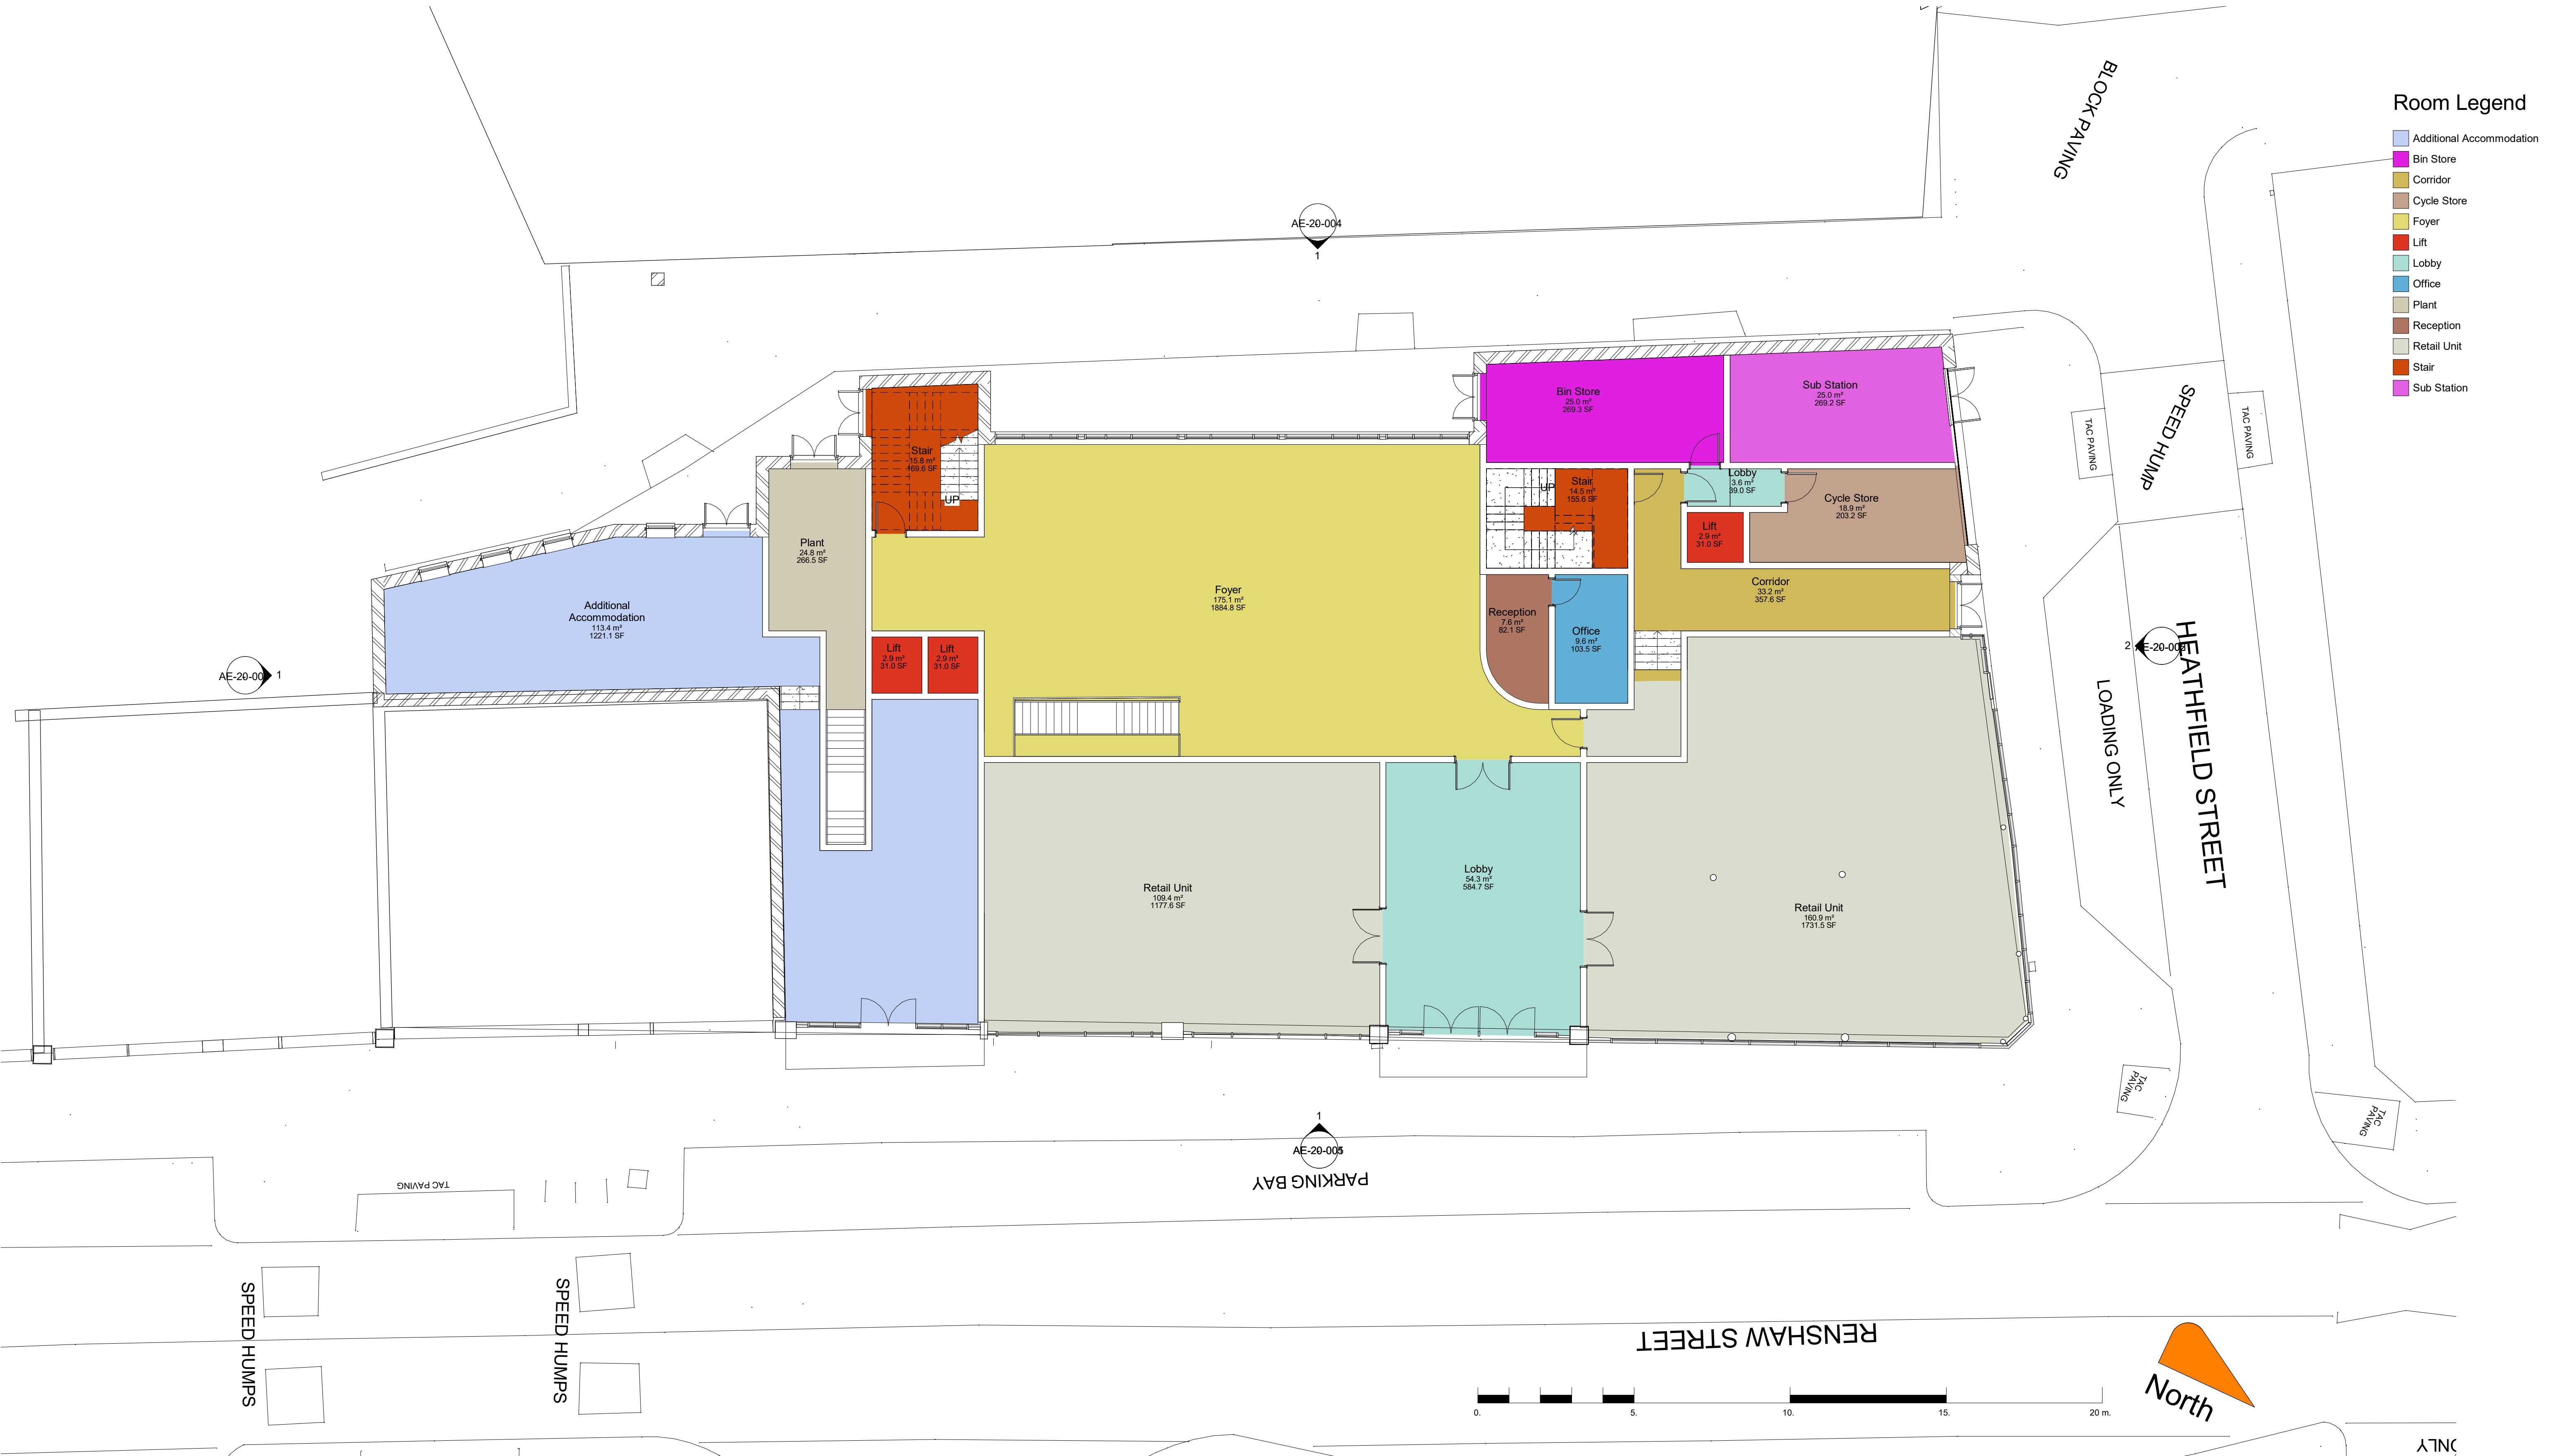 BLOCK PAVING
Room Legend
Additional Accommodation
Bin Store
Corridor
Cycle Store
Foyer
Lift
Lobby
Office
Plant
Reception
Retail Unit
Stair
Sub Station
AE-20-004
1
SPEED HUMP
TAC PAVING
TAC PAVING
Bin Store
25.0 m²
269.3 SF
Sub Station
25.0 m²
269.2 SF
Stair
15.8 m²
169.6 SF
UP
Stair
14.5 m²
155.6 SF
UP
Lobby
3.6 m²
39.0 SF
Cycle Store
18.9 m²
203.2 SF
Lift
2.9 m²
31.0 SF
Plant
24.8 m²
266.5 SF
Additional
Accommodation
113.4 m²
1221.1 SF
Foyer
175.1 m²
1884.8 SF
Corridor
33.2 m²
357.6 SF
Reception
7.6 m²
82.1 SF
Office
9.6 m²
103.5 SF
Lift
2.9 m²
31.0 SF
Lift
2.9 m²
31.0 SF
1
2
HEATHFIELD STREET
LOADING ONLY
Retail Unit
109.4 m²
1177.6 SF
Lobby
54.3 m²
584.7 SF
Retail Unit
160.9 m²
1731.5 SF
TAC
PAVING
TAC
PAVING
1
PARKING BAY
TAC PAVING
SPEED HUMPS
SPEED HUMPS
RENSHAW STREET
North
0.
5.
10.
15.
20 m.